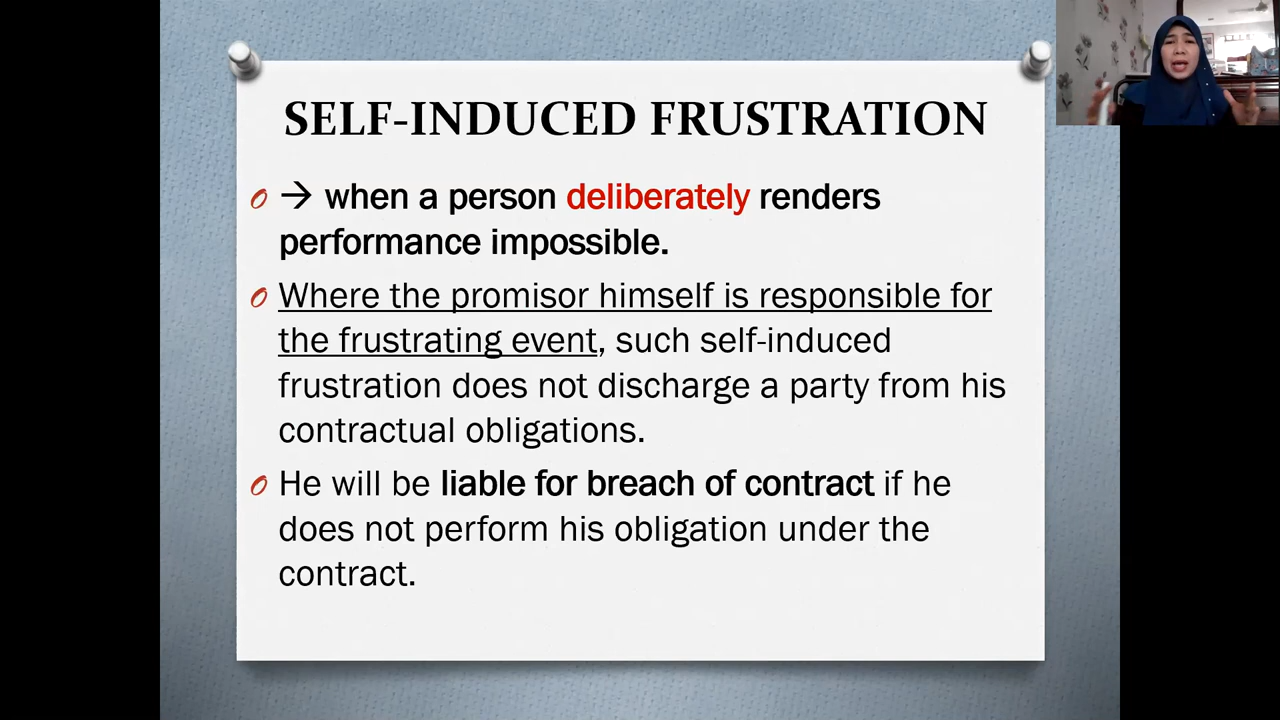 SELF-INDUCED FRUSTRATION
→ when a person deliberately renders
performance impossible.
Where the promisor himself is responsible for
the frustrating event, such self-induced
frustration does not discharge a party from his
contractual obligations.
He will be liable for breach of contract if he
does not perform his obligation under the
contract.